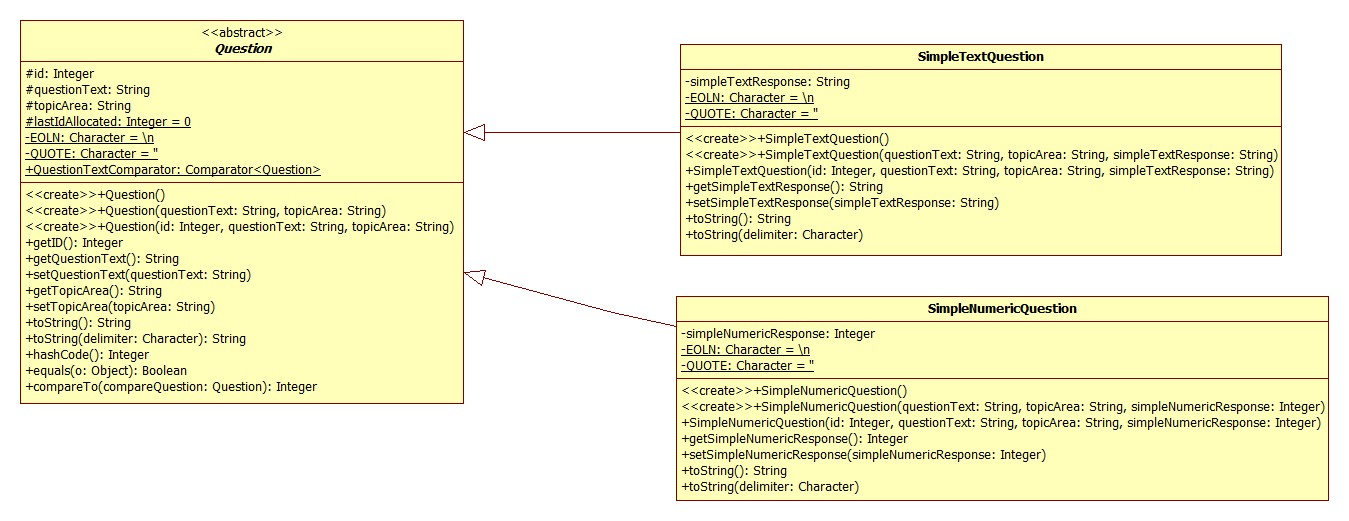 <<abstract>>
Question
#id: Integer
#questionText: String
#topicArea: String
#lastIdAllocated: Integer = 0
-EOLN: Character = \n
-QUOTE: Character = "
+QuestionTextComparator: Comparator<Question>
<<create>>+Question()
<<create>>+Question(questionText: String, topicArea: String)
<<create>>+Question(id: Integer, questionText: String, topicArea: String)
+getID(): Integer
+getQuestionText(): String
+setQuestionText(questionText: String)
+getTopicArea(): String
+setTopicArea(topicArea: String)
+toString(): String
+toString(delimiter: Character): String
+hashCode(): Integer
+equals(o: Object): Boolean
+compareTo(compareQuestion: Question): Integer
SimpleTextQuestion
-simpleTextResponse: String
-EOLN: Character = \n
-QUOTE: Character = "
<<create>>+SimpleTextQuestion()
<<create>>+SimpleTextQuestion(questionText: String, topicArea: String, simpleTextResponse: String)
+SimpleTextQuestion(id: Integer, questionText: String, topicArea: String, simpleTextResponse: String)
+getSimpleTextResponse(): String
+setSimpleTextResponse(simpleTextResponse: String)
+toString(): String
+toString(delimiter: Character)
SimpleNumericQuestion
-simpleNumericResponse: Integer
-EOLN: Character = \n
-QUOTE: Character = "
<<create>>+SimpleNumericQuestion()
<<create>>+SimpleNumericQuestion(questionText: String, topicArea: String, simpleNumericResponse: Integer)
+SimpleNumericQuestion(id: Integer, questionText: String, topicArea: String, simpleNumericResponse: Integer)
+getSimpleNumericResponse(): Integer
+setSimpleNumericResponse(simpleNumericResponse: Integer)
+toString(): String
+toString(delimiter: Character)